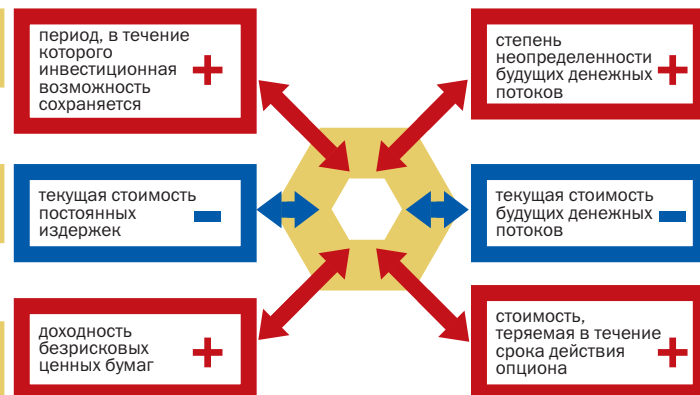 период, в течение
которого
инвестиционная
возможность
сохраняется
+
степень
неопределенности
будущих денежных
потоков
+
текущая стоимость
постоянных
издержек
−
текущая стоимость
будущих денежных
потоков
−
доходность
безрисковых
ценных бумаг
+
стоимость,
теряемая в течение
срока действия
опциона
+